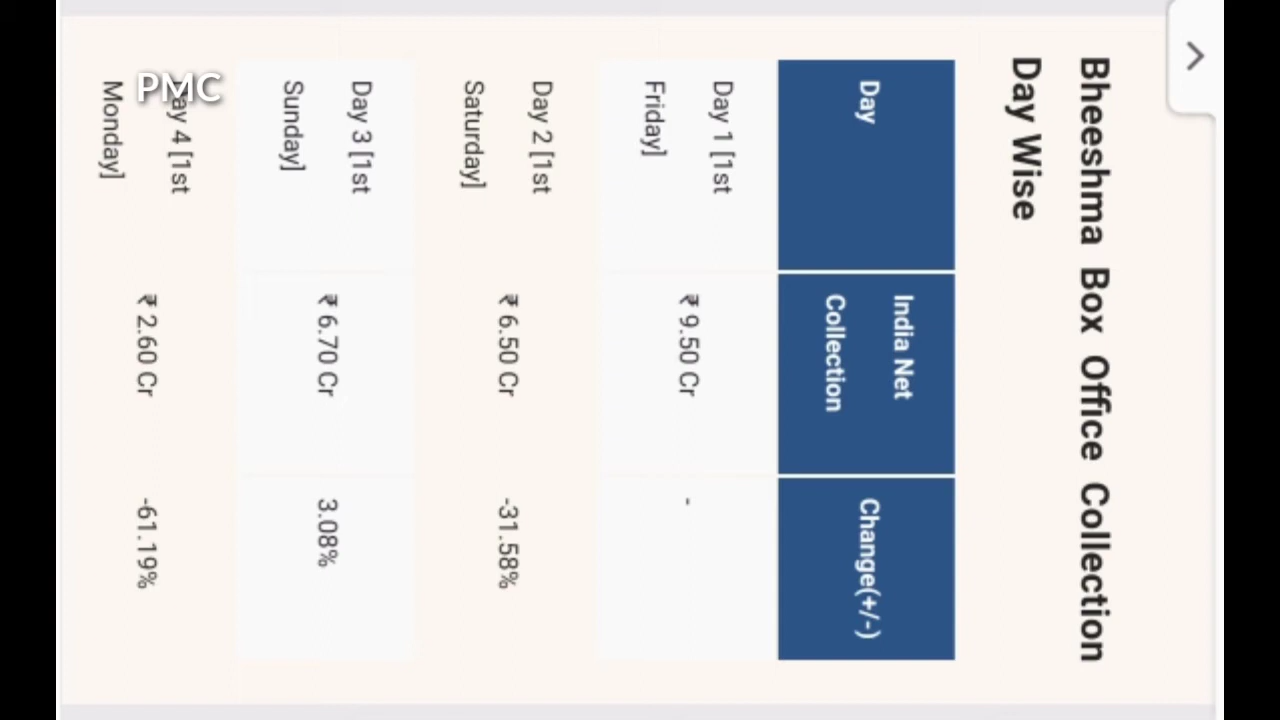 Bheeshma Box Office Collection
Day Wise
Day
India Net
Collection
Change(+/-)
Day 1 [1st
Friday]
₹ 9.50 Cr
-
Day 2 [1st
Saturday]
₹ 6.50 Cr
-31.58%
Day 3 [1st
Sunday]
₹ 6.70 Cr
3.08%
Day 4 [1st
Monday]
₹ 2.60 Cr
-61.19%
PMC